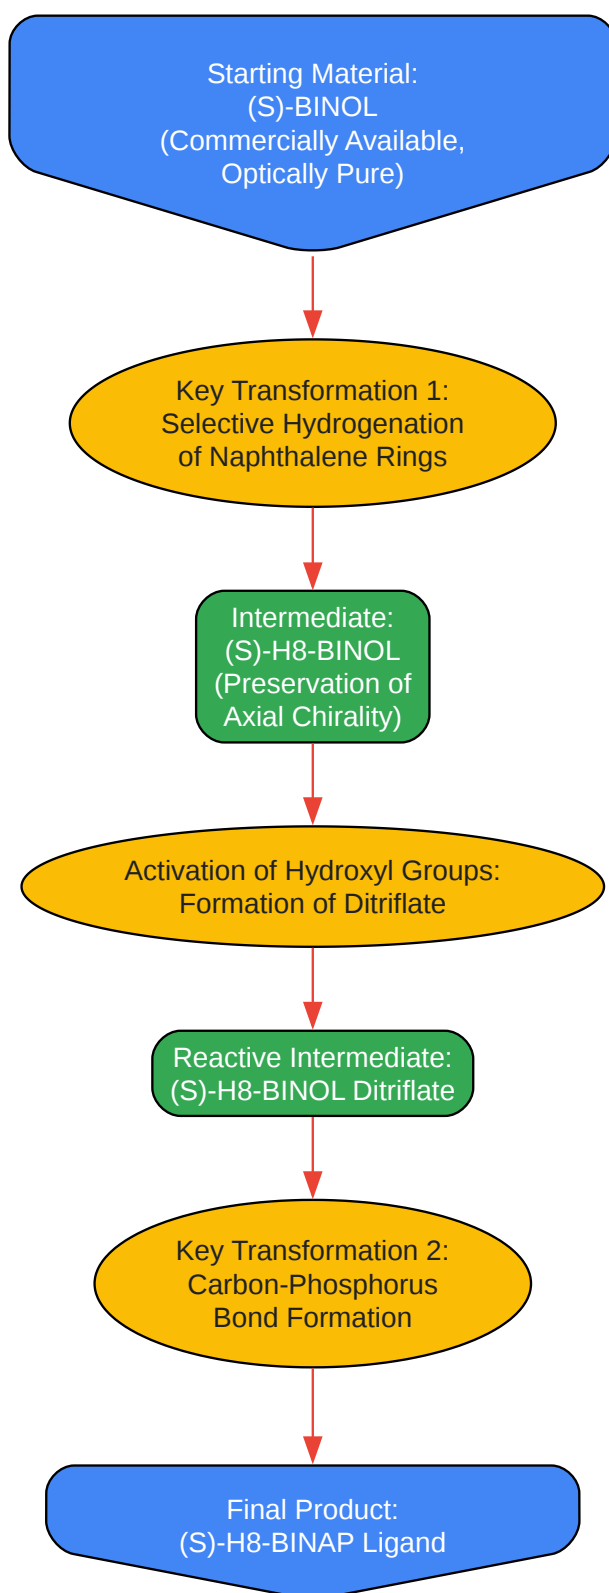 Starting Material:
(S)-BINOL
(Commercially Available,
Optically Pure)
Key Transformation 1:
Selective Hydrogenation
of Naphthalene Rings
Intermediate:
(S)-H8-BINOL
(Preservation of
Axial Chirality)
Activation of Hydroxyl Groups:
Formation of Ditriflate
Reactive Intermediate:
(S)-H8-BINOL Ditriflate
Key Transformation 2:
Carbon-Phosphorus
Bond Formation
Final Product:
(S)-H8-BINAP Ligand